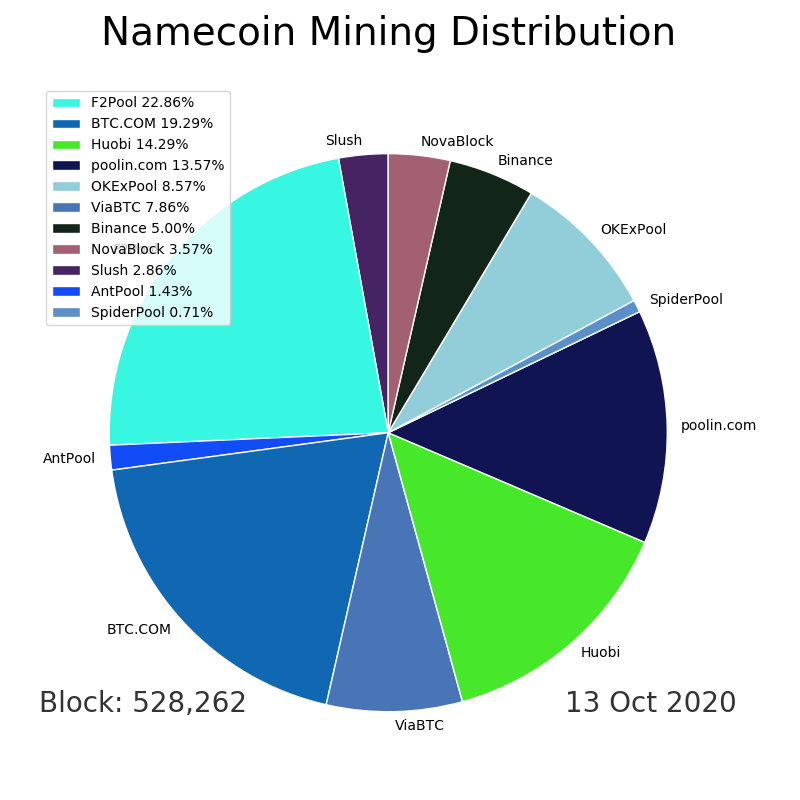 Namecoin Mining Distribution
F2Pool 22.86%
BTC.COM 19.29%
Huobi 14.29%
poolin.com 13.57%
OKExPool 8.57%
ViaBTC 7.86%
Binance 5.00%
NovaBlock 3.57%
Slush 2.86%
AntPool 1.43%
SpiderPool 0.71%
Slush
NovaBlock
Binance
OKExPool
SpiderPool
poolin.com
AntPool
BTC.COM
Huobi
ViaBTC
Block: 528,262
13 Oct 2020